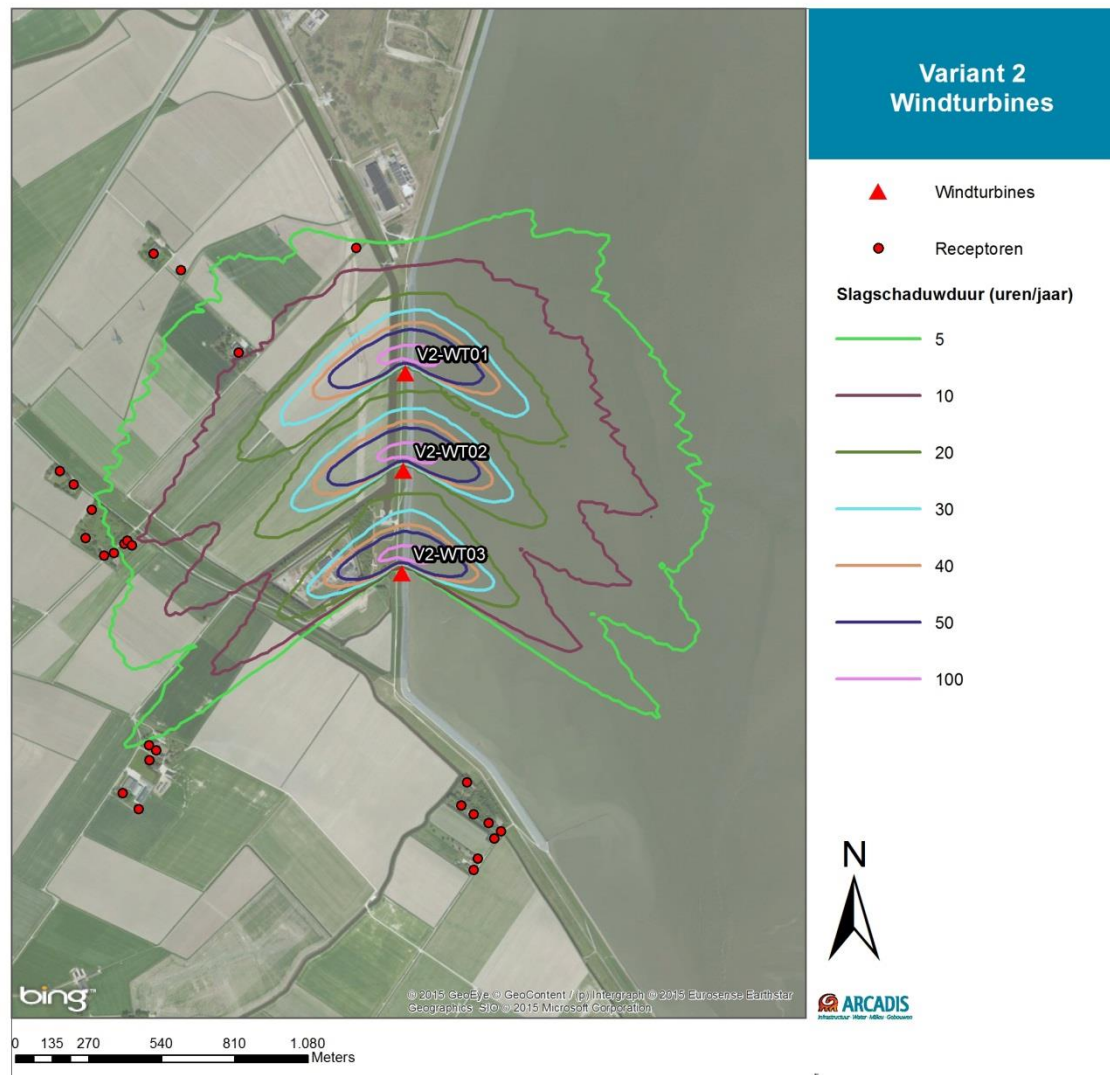 Variant 2
Windturbines
Windturbines
Receptoren
Slagschaduwduur (uren/jaar)
5
10
20
30
40
50
100
V2-WT01
V2-WT02
V2-WT03
N
bing
© 2015 GeoEye © GeoContent / (p) Intergraph © 2015 Eurosense Earthstar
Geographics SIO © 2015 Microsoft Corporation
ARCADIS
Infrastructuur Water Milieu Gebouwen
0 135 270 540 810 1.080
Meters